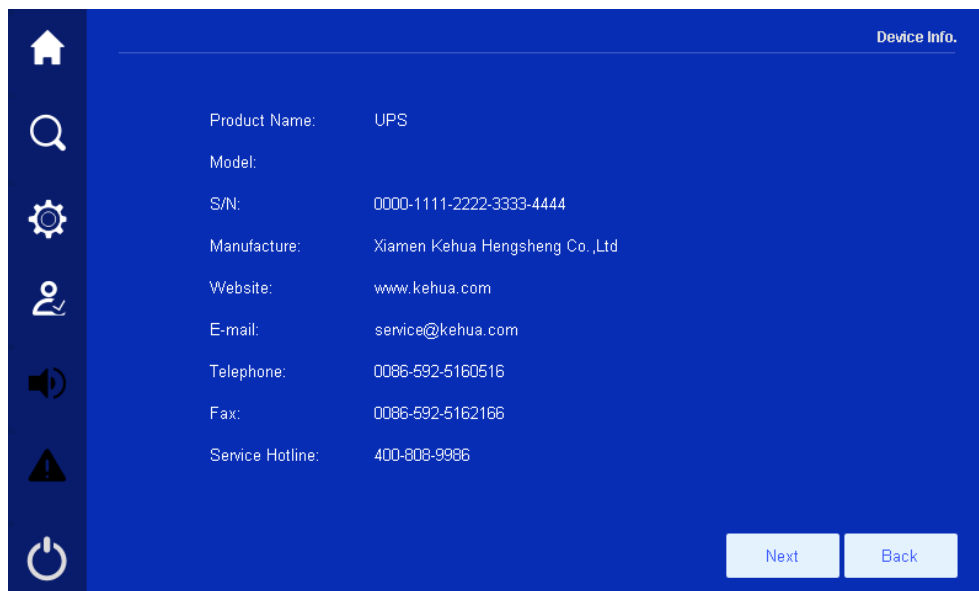 Device Info.
Product Name: UPS
Model:
S/N: 0000-1111-2222-3333-4444
Manufacture: Xiamen Kehua Hengsheng Co.,Ltd
Website: www.kehua.com
E-mail: service@kehua.com
Telephone: 0086-592-5160516
Fax: 0086-592-5162166
Service Hotline: 400-808-9986
Next Back